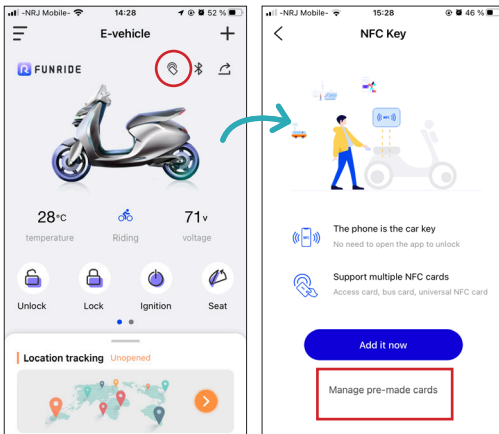 -NRJ Mobile-
14:28
52 %
E-vehicle
FUNRIDE
28°C
71v
temperature
Riding
voltage
Unlock
Lock
Ignition
Seat
Location tracking Unopened
-NRJ Mobile-
15:28
46 %
NFC Key
NFC
The phone is the car key
No need to open the app to unlock
Support multiple NFC cards
Access card, bus card, universal NFC card
Add it now
Manage pre-made cards